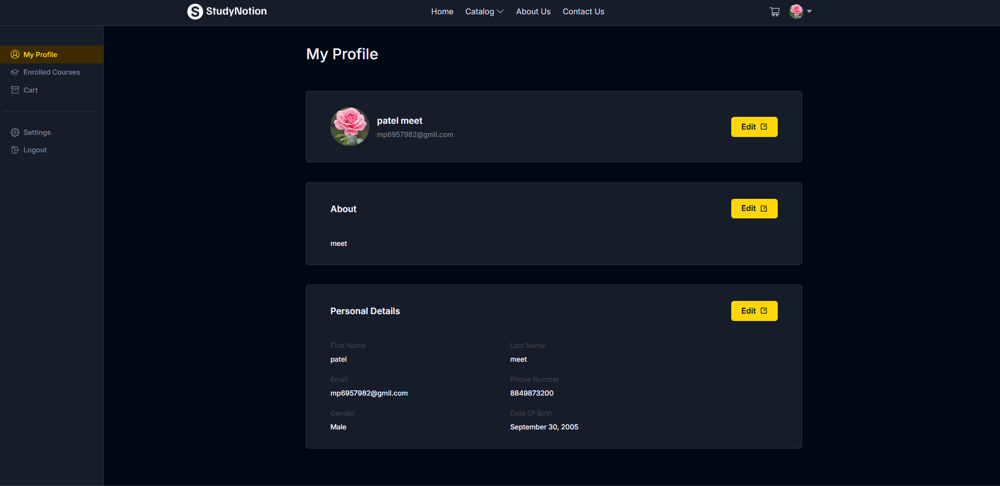 StudyNotion
Home Catalog About Us Contact Us
My Profile
Enrolled Courses
Cart
Settings
Logout
My Profile
patel meet
mp6957982@gmil.com
Edit
About
Edit
meet
Personal Details
Edit
First Name
patel
Last Name
meet
Email
mp6957982@gmil.com
Phone Number
8849873200
Gender
Male
Date Of Birth
September 30, 2005